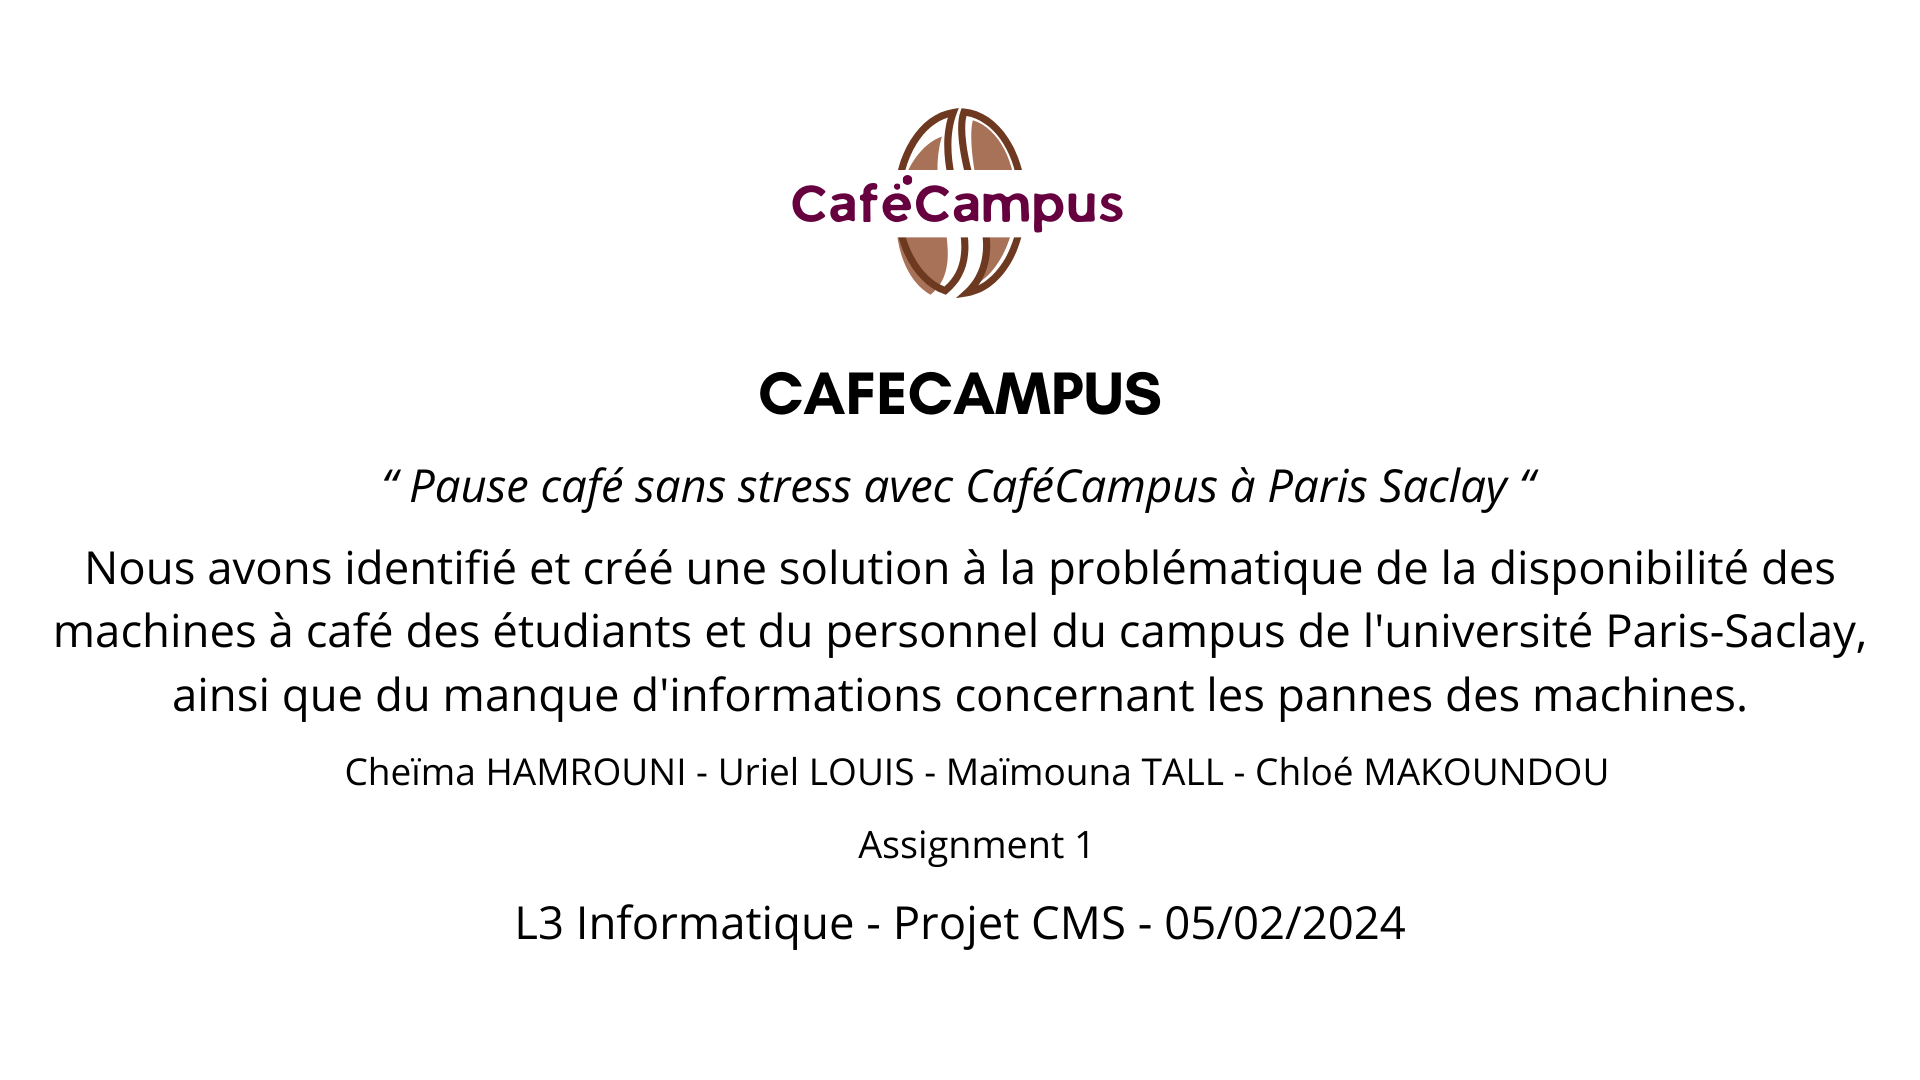 CaféCampus
CAFECAMPUS
“ Pause café sans stress avec CaféCampus à Paris Saclay “
Nous avons identifié et créé une solution à la problématique de la disponibilité des
machines à café des étudiants et du personnel du campus de l'université Paris-Saclay,
ainsi que du manque d'informations concernant les pannes des machines.
Cheïma HAMROUNI - Uriel LOUIS - Maïmouna TALL - Chloé MAKOUNDOU
Assignment 1
L3 Informatique - Projet CMS - 05/02/2024